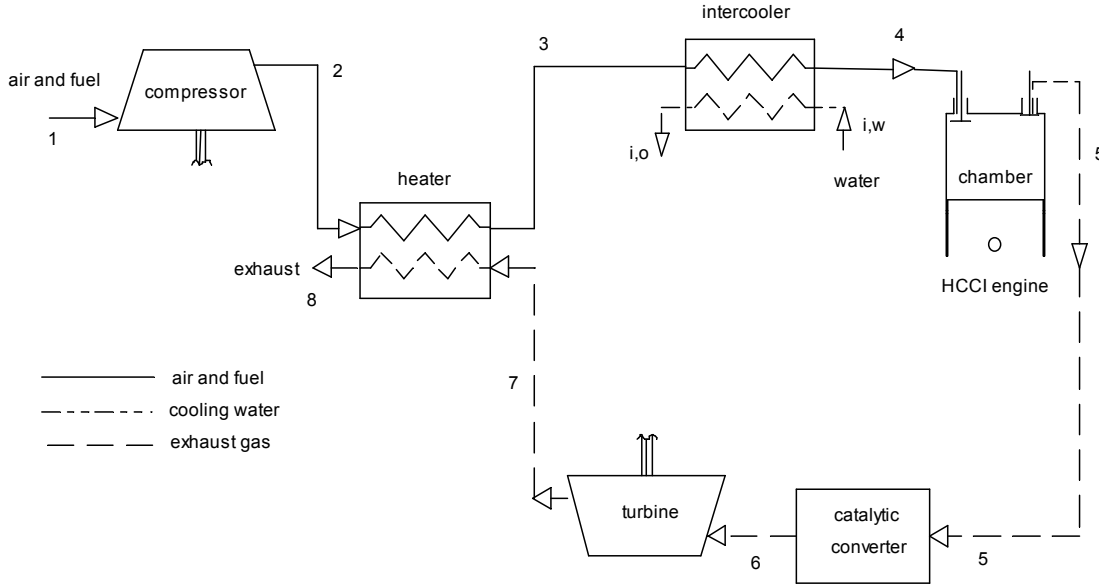 intercooler
3
4
2
air and fuel
compressor
1
i,o
i,w
water
5
heater
chamber
exhaust
8
HCCI engine
air and fuel
7
cooling water
exhaust gas
turbine
catalytic
converter
6
5